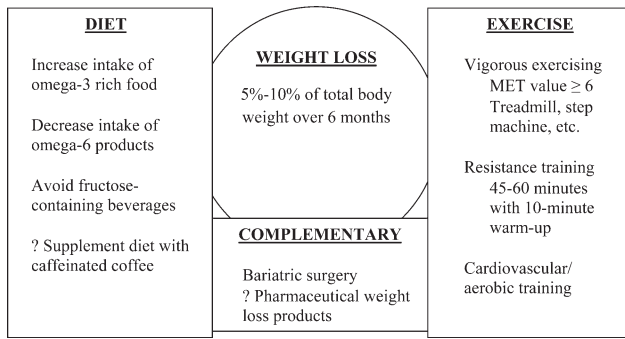 DIET
Increase intake of
omega-3 rich food
Decrease intake of
omega-6 products
Avoid fructose-
containing beverages
? Supplement diet with
caffeinated coffee
WEIGHT LOSS
5%-10% of total body
weight over 6 months
COMPLEMENTARY
Bariatric surgery
? Pharmaceutical weight
loss products
EXERCISE
Vigorous exercising
MET value ≥ 6
Treadmill, step
machine, etc.
Resistance training
45-60 minutes
with 10-minute
warm-up
Cardiovascular/
aerobic training